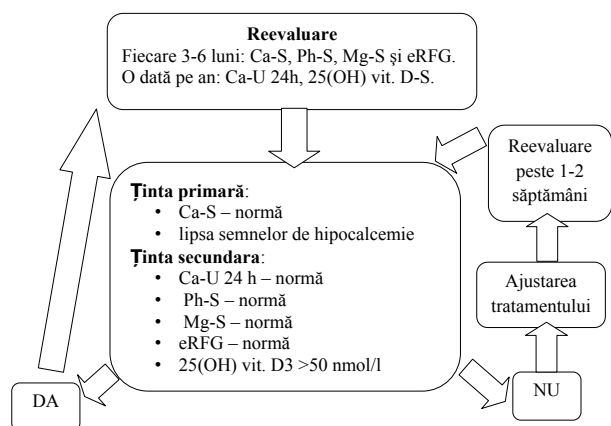 Reevaluare
Fiecare 3-6 luni: Ca-S, Ph-S, Mg-S şi eRFG.
O dată pe an: Ca-U 24h, 25(OH) vit. D-S.
Reevaluare
peste 1-2
săptămâni
Ținta primară:
• Ca-S – normă
• lipsa semnelor de hipocalcemie
Ținta secundara:
• Ca-U 24 h – normă
• Ph-S – normă
• Mg-S – normă
• eRFG – normă
• 25(OH) vit. D3 >50 nmol/l
Ajustarea
tratamentului
DA
NU